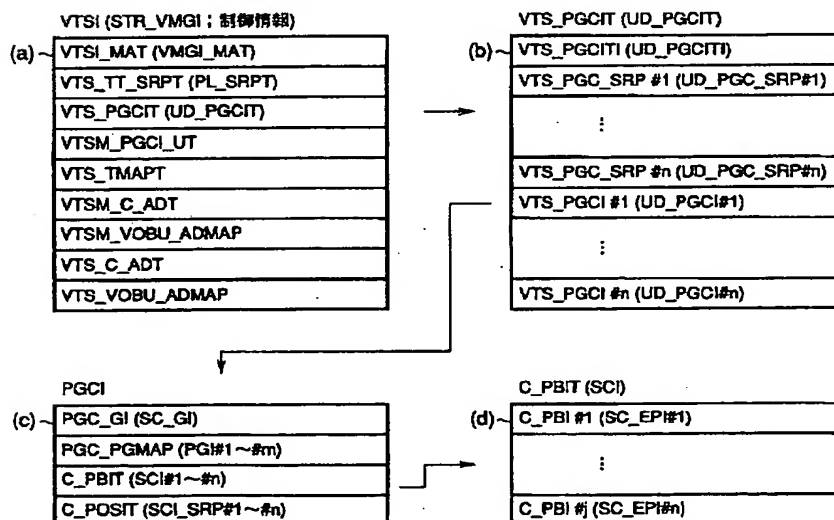 VTSI (STR_VMGI ; 制御情報)
(a)
VTSI_MAT (VMGI_MAT)
VTS_TT_SRPT (PL_SRPT)
VTS_PGCIT (UD_PGCIT)
VTSM_PGCI_UT
VTS_TMAPT
VTSM_C_ADT
VTSM_VOBU_ADMAP
VTS_C_ADT
VTS_VOBU_ADMAP
VTS_PGCIT (UD_PGCIT)
(b)
VTS_PGCITI (UD_PGCITI)
VTS_PGC_SRP #1 (UD_PGC_SRP#1)
⋮
VTS_PGC_SRP #n (UD_PGC_SRP#n)
VTS_PGCI #1 (UD_PGCI#1)
⋮
VTS_PGCI #n (UD_PGCI#n)
PGCI
(c)
PGC_GI (SC_GI)
PGC_PGMAP (PGI#1~#m)
C_PBIT (SCI#1~#n)
C_POSIT (SCI_SRP#1~#n)
C_PBIT (SCI)
(d)
C_PBI #1 (SC_EPI#1)
⋮
C_PBI #j (SC_EPI#n)